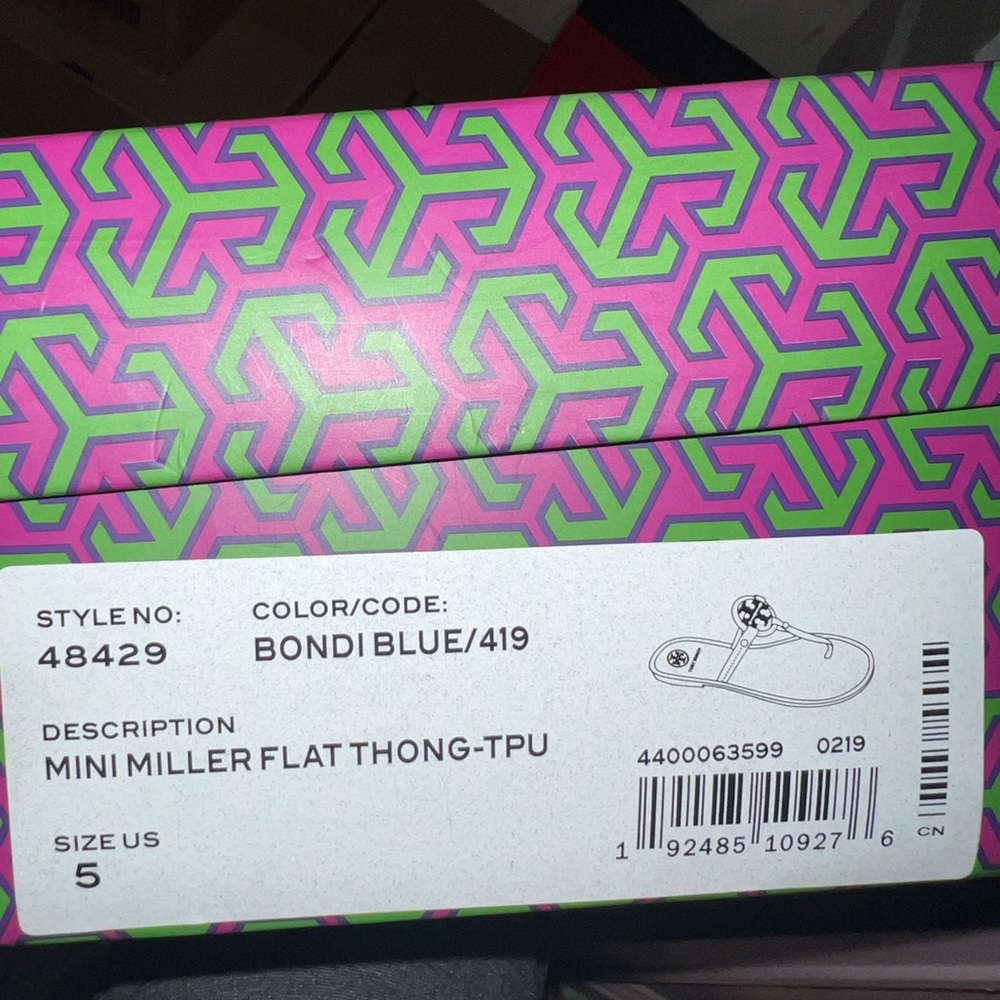 STYLE NO:
48429
COLOR/CODE:
BONDI BLUE/419
DESCRIPTION
MINI MILLER FLAT THONG-TPU
SIZE US
5
4400063599 0219
1 92485 10927 6
CN